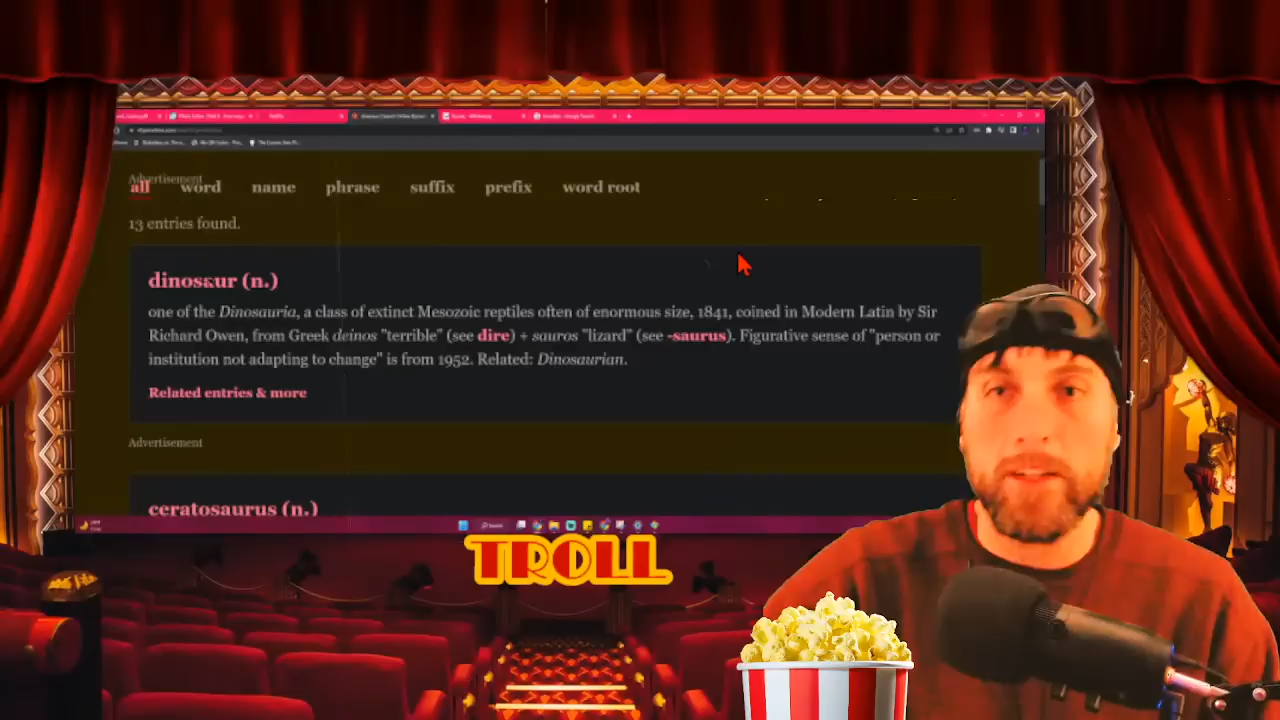 Advertisement
all word name phrase suffix prefix word root
13 entries found.
dinosaur (n.)
one of the Dinosauria, a class of extinct Mesozoic reptiles often of enormous size, 1841, coined in Modern Latin by Sir
Richard Owen, from Greek deinos "terrible" (see dire) + sauros "lizard" (see -saurus). Figurative sense of "person or
institution not adapting to change" is from 1952. Related: Dinosaurian.
Related entries & more
Advertisement
ceratosaurus (n.)
TROLL